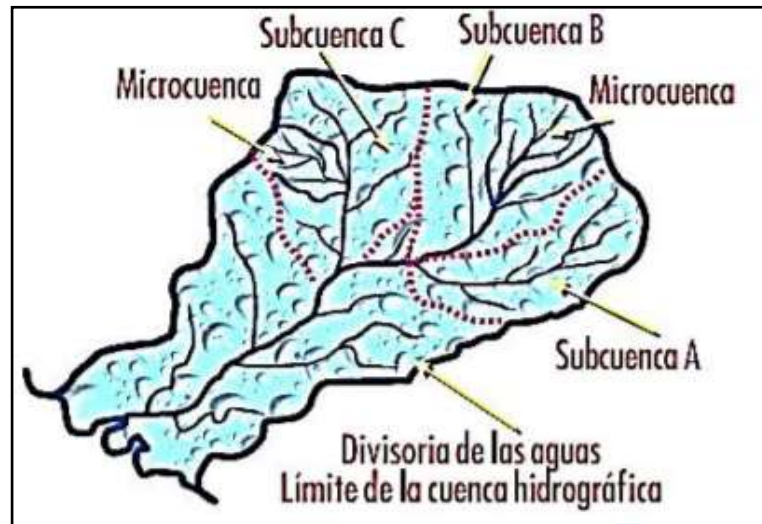 Subcuenca C
Subcuenca B
Microcuenca
Microcuenca
Subcuenca A
Divisoria de las aguas
Límite de la cuenca hidrográfica